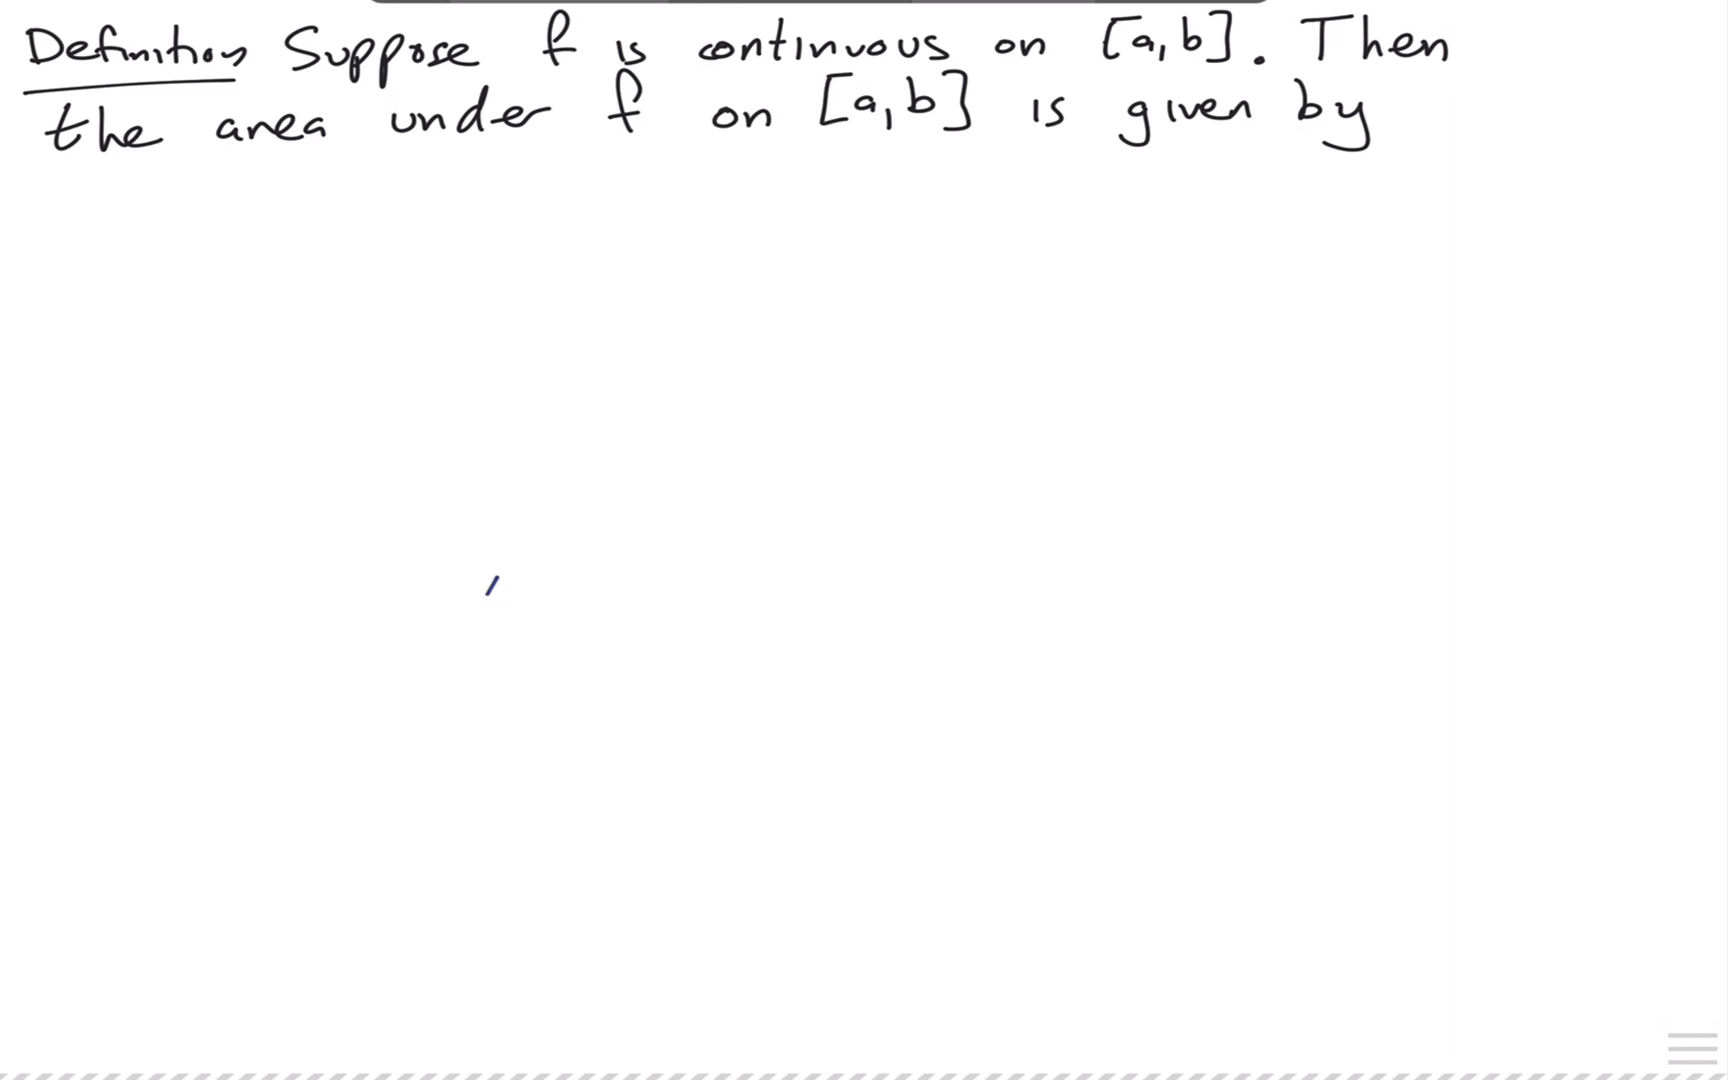 Definition Suppose f is continuous on [a,b]. Then
the area under f on [a,b] is given by